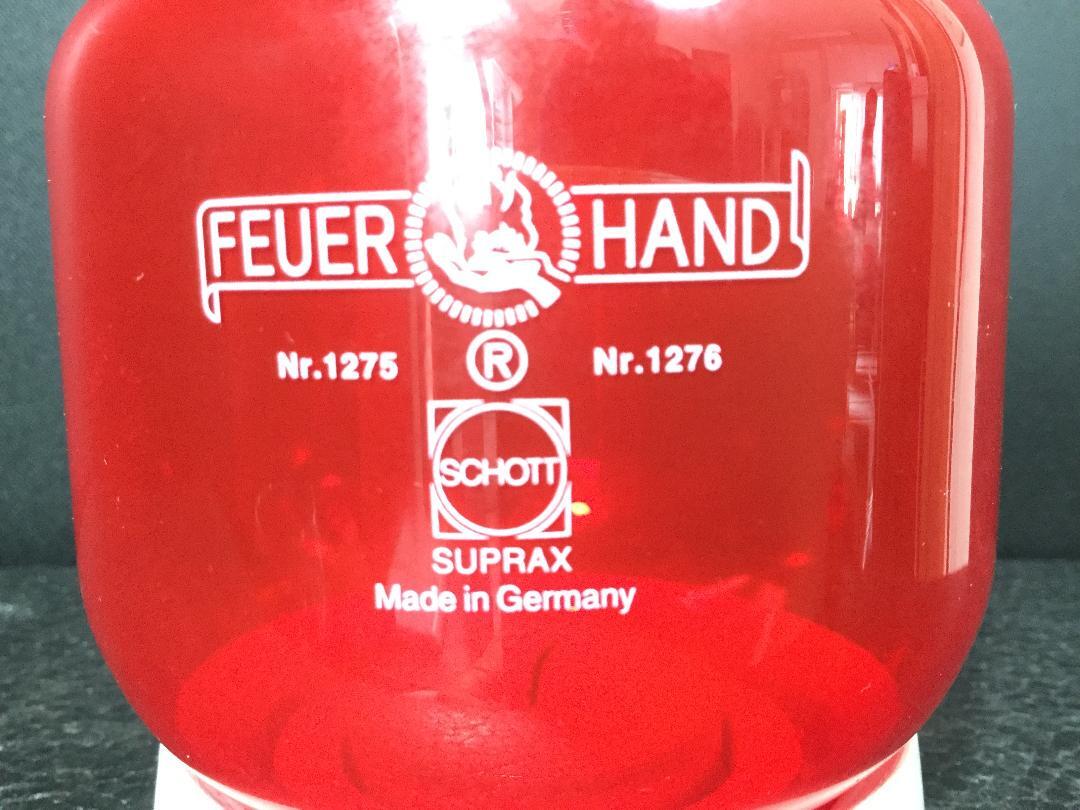 FEUER HAND
Nr.1275 ® Nr.1276
SCHOTT
SUPRAX
Made in Germany